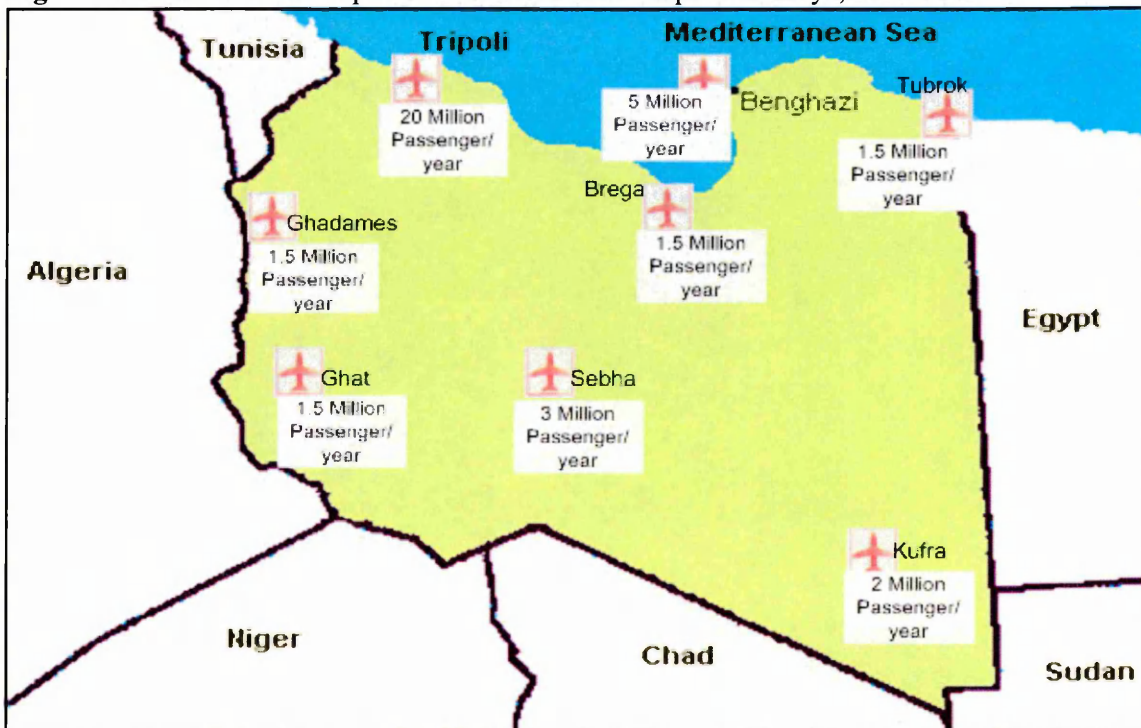 Tunisia
Tripoli
Mediterranean Sea
20 Million
Passenger/
year
5 Million
Passenger/
year
Benghazi
Tubrok
1.5 Million
Passenger/
year
Brega
1.5 Million
Passenger/
year
Ghadames
1.5 Million
Passenger/
year
Algeria
Egypt
Ghat
1.5 Million
Passenger/
year
Sebha
3 Million
Passenger/
year
Kufra
2 Million
Passenger/
year
Niger
Chad
Sudan